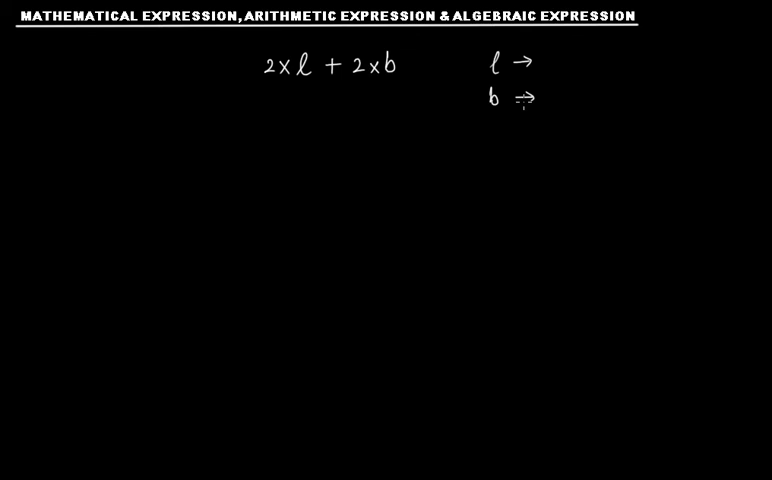 MATHEMATICAL EXPRESSION, ARITHMETIC EXPRESSION & ALGEBRAIC EXPRESSION
2×l + 2×b l →
b →